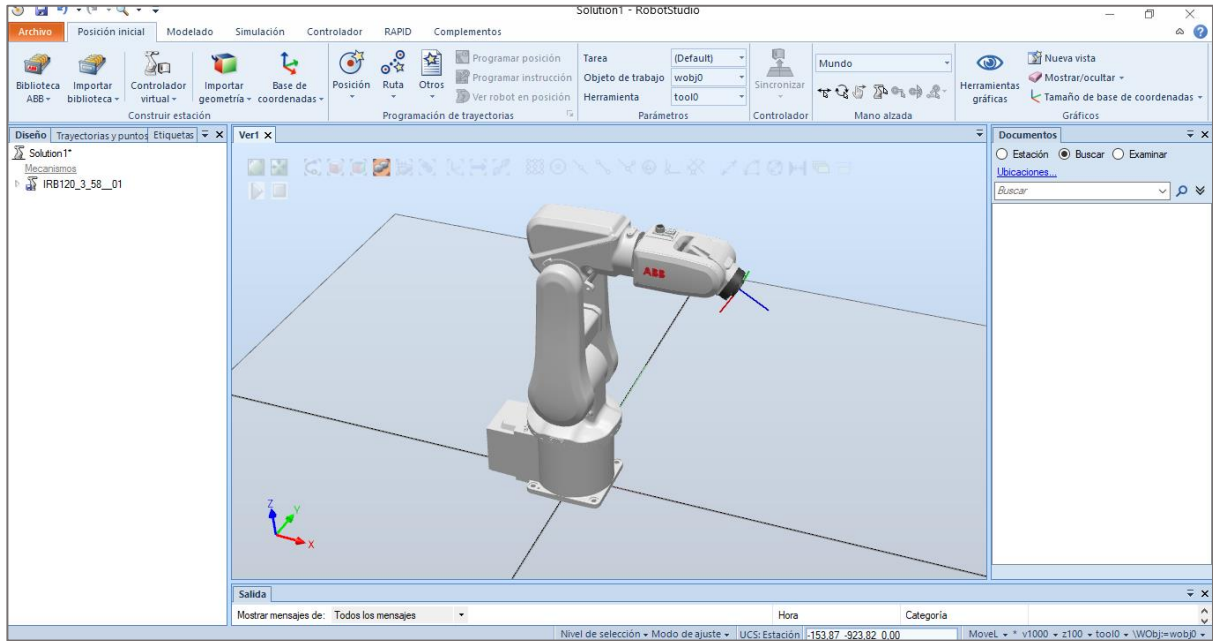 Solution1 - RobotStudio
Archivo Posición inicial Modelado Simulación Controlador RAPID Complementos
Biblioteca ABB
Importar biblioteca
Controlador virtual
Importar geometría
Base de coordenadas
Construir estación
Posición
Ruta
Otros
Programar posición
Programar instrucción
Ver robot en posición
Programación de trayectorias
Tarea (Default)
Objeto de trabajo wobj0
Herramienta tool0
Parámetros
Sincronizar
Controlador
Mundo
Mano alzada
Herramientas gráficas
Nueva vista
Mostrar/ocultar
Tamaño de base de coordenadas
Gráficos
Diseño Trayectorias y puntos Etiquetas
Solution1*
Mecanismos
IRB120_3_58__01
Ver1
ABB
Z
Y
X
Documentos
Estación Buscar Examinar
Ubicaciones...
Buscar
Salida
Mostrar mensajes de: Todos los mensajes
Hora
Categoría
Nivel de selección Modo de ajuste UCS: Estación -153,87 -923,82 0,00 MoveL * v1000 z100 tool0 \WObj:=wobj0